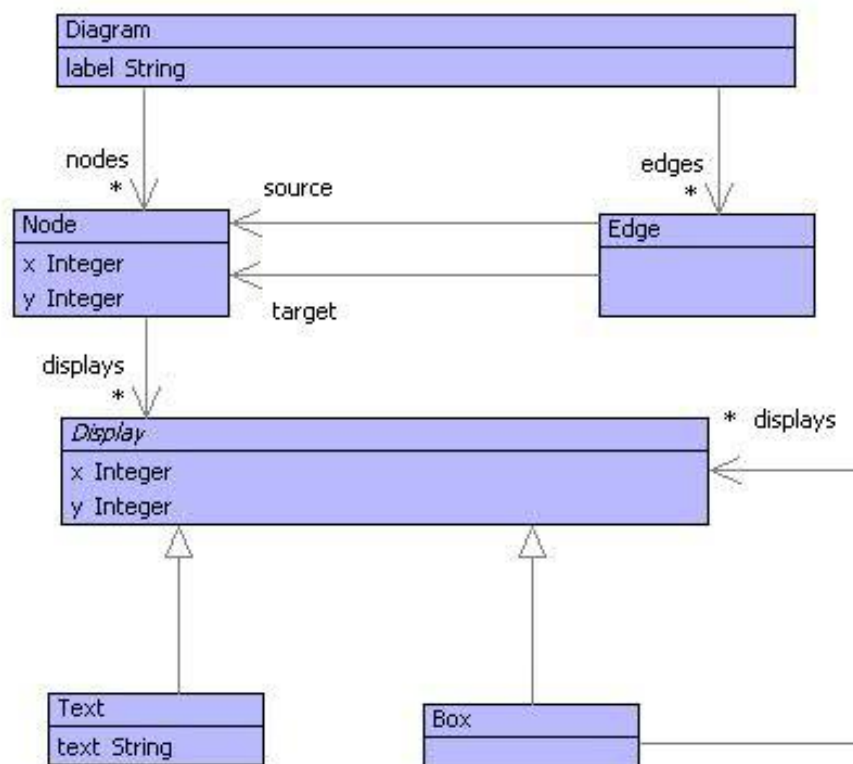 Diagram
label String
nodes
*
edges
*
source
Node
x Integer
y Integer
Edge
target
displays
*
Display
x Integer
y Integer
* displays
Text
text String
Box